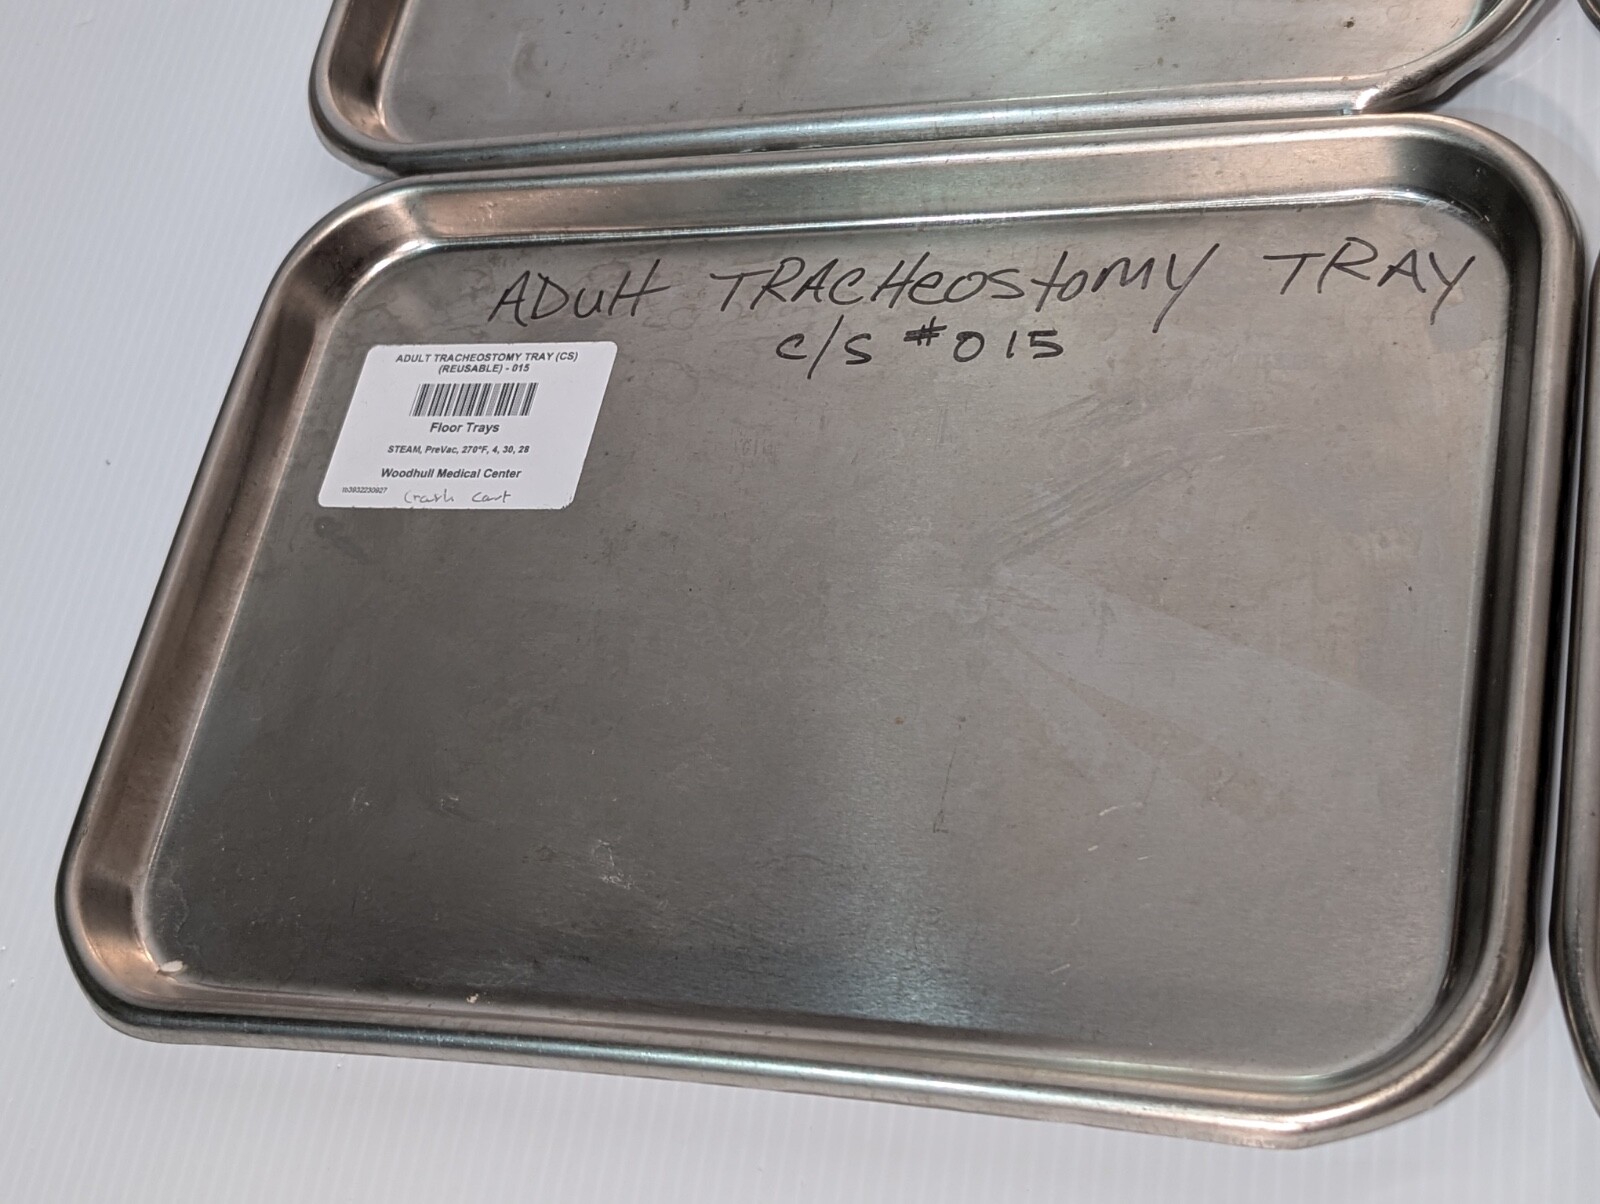 ADult TRAcHeostomy TRAY
c/s #015
ADULT TRACHEOSTOMY TRAY (CS)
(REUSABLE) - 015
Floor Trays
STEAM, PreVac, 270°F, 4, 30, 28
Woodhull Medical Center
Crash Cart